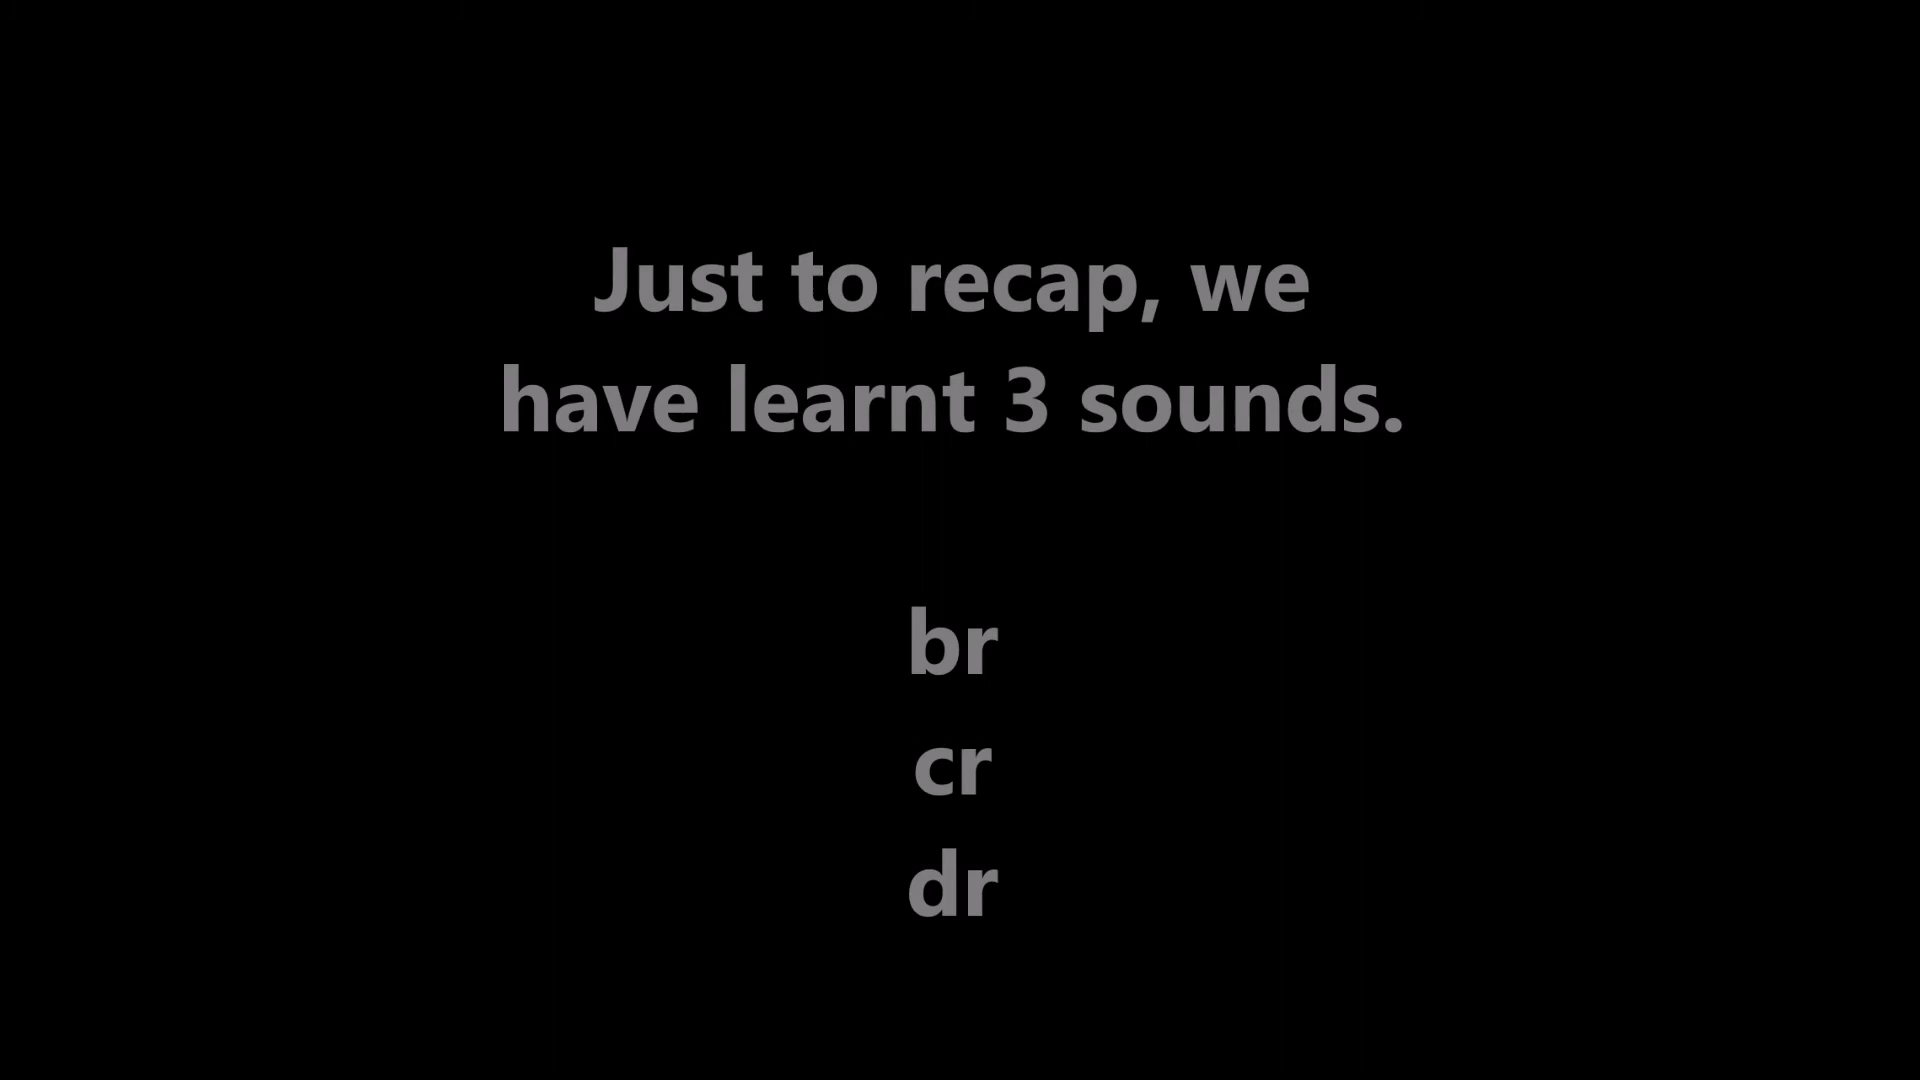 Just to recap, we
have learnt 3 sounds.
br
cr
dr